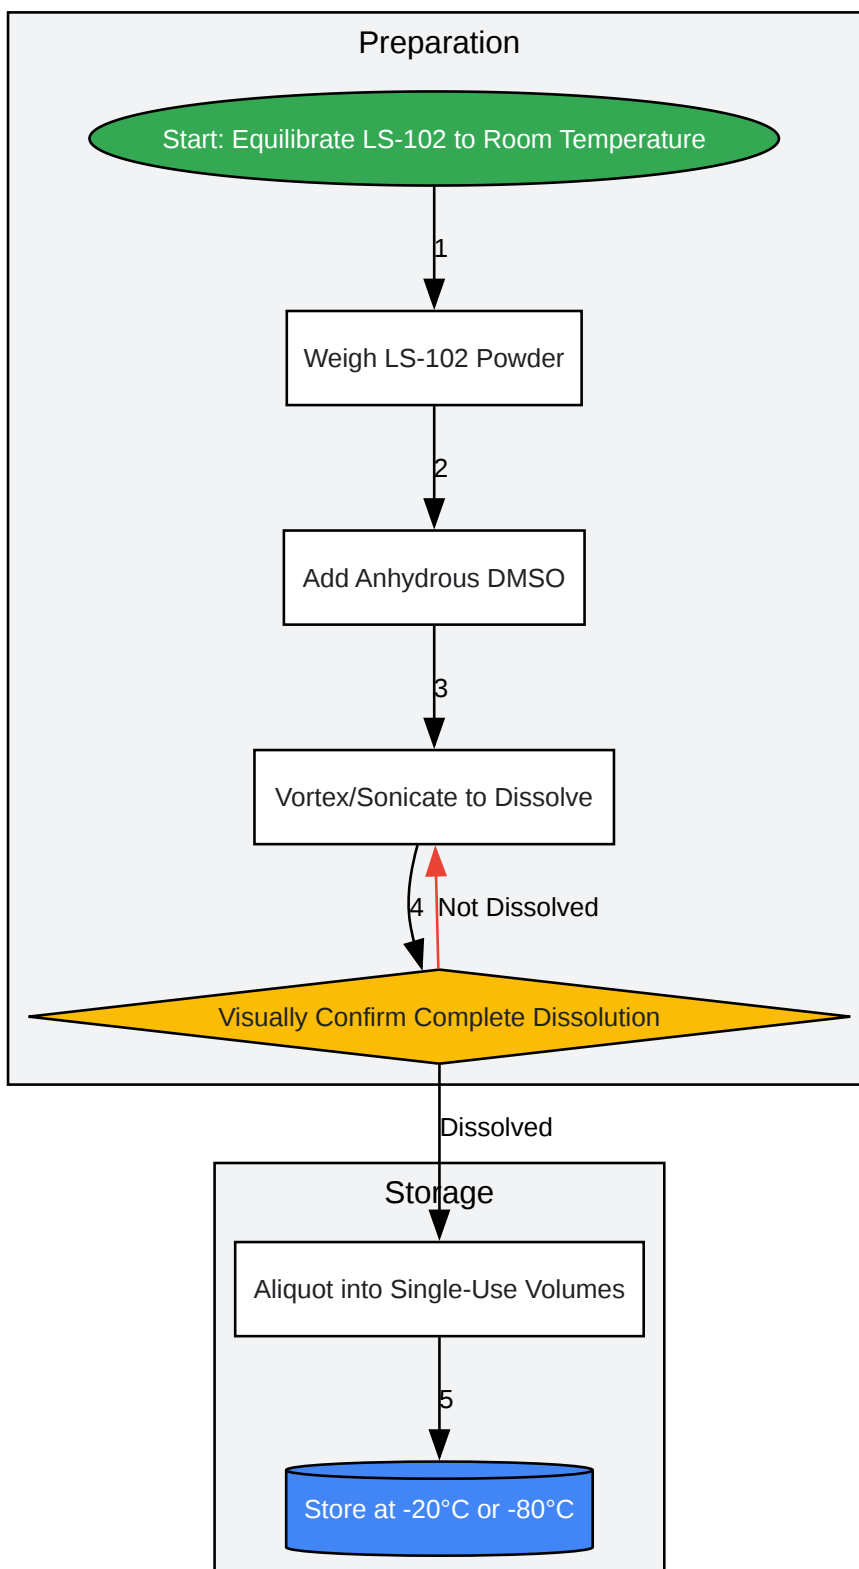 Preparation
Start: Equilibrate LS-102 to Room Temperature
1
Weigh LS-102 Powder
2
Add Anhydrous DMSO
3
Vortex/Sonicate to Dissolve
4
Not Dissolved
Visually Confirm Complete Dissolution
Dissolved
Storage
Aliquot into Single-Use Volumes
5
Store at -20°C or -80°C